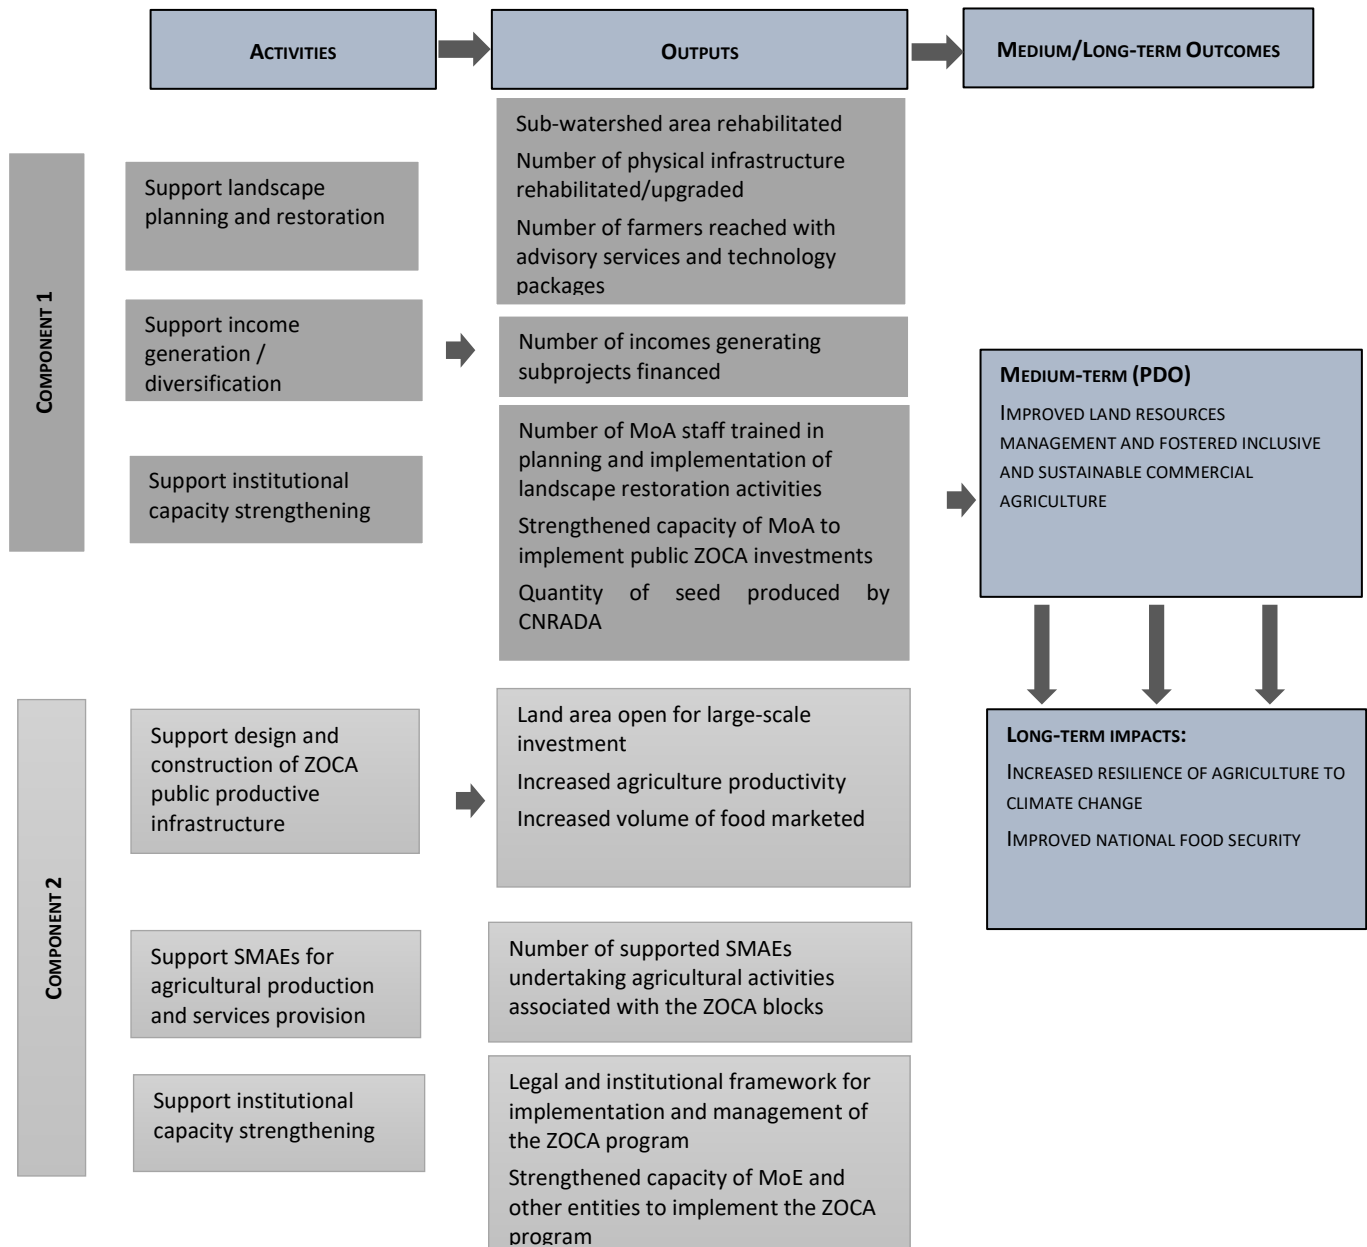 ACTIVITIES
OUTPUTS
MEDIUM/LONG-TERM OUTCOMES
COMPONENT 1
Support landscape
planning and restoration
Sub-watershed area rehabilitated
Number of physical infrastructure
rehabilitated/upgraded
Number of farmers reached with
advisory services and technology
packages
Support income
generation /
diversification
Number of incomes generating
subprojects financed
Support institutional
capacity strengthening
Number of MoA staff trained in
planning and implementation of
landscape restoration activities
Strengthened capacity of MoA to
implement public ZOCA investments
Quantity of seed produced by
CNRADA
MEDIUM-TERM (PDO)
IMPROVED LAND RESOURCES
MANAGEMENT AND FOSTERED INCLUSIVE
AND SUSTAINABLE COMMERCIAL
AGRICULTURE
COMPONENT 2
Support design and
construction of ZOCA
public productive
infrastructure
Land area open for large-scale
investment
Increased agriculture productivity
Increased volume of food marketed
LONG-TERM IMPACTS:
INCREASED RESILIENCE OF AGRICULTURE TO
CLIMATE CHANGE
IMPROVED NATIONAL FOOD SECURITY
Support SMAEs for
agricultural production
and services provision
Number of supported SMAEs
undertaking agricultural activities
associated with the ZOCA blocks
Support institutional
capacity strengthening
Legal and institutional framework for
implementation and management of
the ZOCA program
Strengthened capacity of MoE and
other entities to implement the ZOCA
program